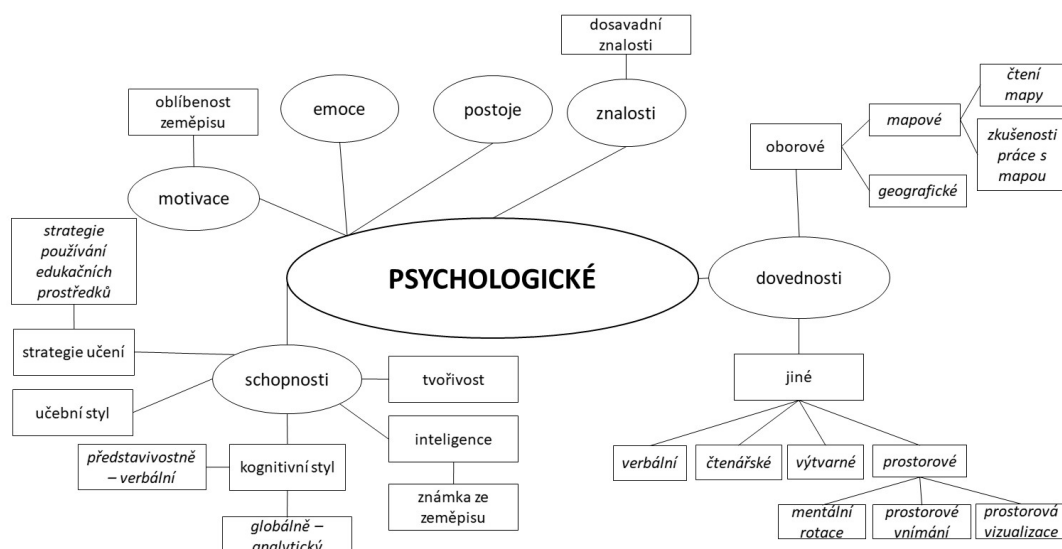 dosavadní
znalosti
čtení
mapy
oblíbenost
zeměpisu
emoce
postoje
znalosti
mapové
oborové
zkušenosti
práce s
mapou
motivace
geografické
strategie
používání
edukačních
prostředků
PSYCHOLOGICKÉ
dovednosti
strategie učení
schopnosti
tvořivost
jiné
učební styl
inteligence
představivostně
– verbální
kognitivní styl
verbální
čtenářské
výtvarné
prostorové
známka ze
zeměpisu
globálně –
analytický
mentální
rotace
prostorové
vnímání
prostorová
vizualizace